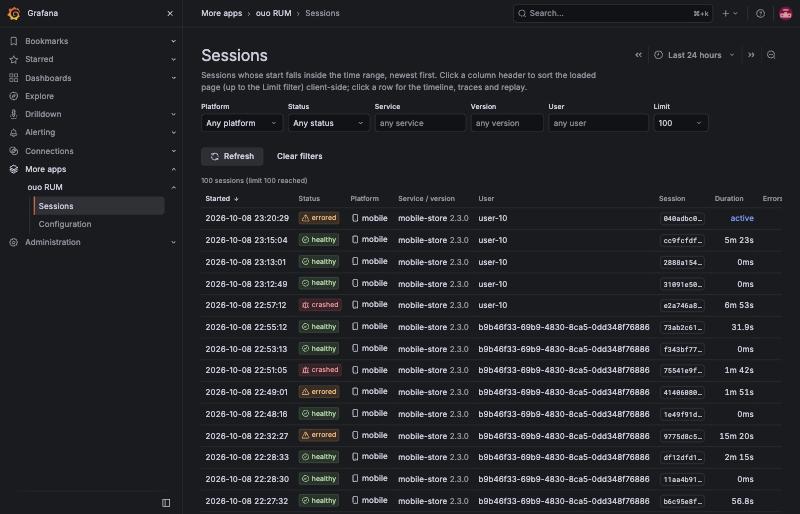 Grafana
More apps › ouo RUM › Sessions
Search... ⌘+k
Bookmarks
Starred
Dashboards
Explore
Drilldown
Alerting
Connections
More apps
ouo RUM
Sessions
Configuration
Administration
Sessions
Last 24 hours
Sessions whose start falls inside the time range, newest first. Click a column header to sort the loaded
page (up to the Limit filter) client-side; click a row for the timeline, traces and replay.
Platform Status Service Version User Limit
Any platform Any status any service any version any user 100
Refresh Clear filters
100 sessions (limit 100 reached)
Started ↓ Status Platform Service / version User Session Duration Errors
2026-10-08 23:20:29 errored mobile mobile-store 2.3.0 user-10 040adbc0… active
2026-10-08 23:15:04 healthy mobile mobile-store 2.3.0 user-10 cc9fcfdf… 5m 23s
2026-10-08 23:13:01 healthy mobile mobile-store 2.3.0 user-10 2888a154… 0ms
2026-10-08 23:12:49 healthy mobile mobile-store 2.3.0 user-10 31091e50… 0ms
2026-10-08 22:57:12 crashed mobile mobile-store 2.3.0 user-10 e2a746a8… 6m 53s
2026-10-08 22:55:12 healthy mobile mobile-store 2.3.0 b9b46f33-69b9-4830-8ca5-0dd348f76886 73ab2c61… 31.9s
2026-10-08 22:53:13 healthy mobile mobile-store 2.3.0 b9b46f33-69b9-4830-8ca5-0dd348f76886 f343bf77… 0ms
2026-10-08 22:51:05 crashed mobile mobile-store 2.3.0 b9b46f33-69b9-4830-8ca5-0dd348f76886 75541e9f… 1m 42s
2026-10-08 22:49:01 errored mobile mobile-store 2.3.0 b9b46f33-69b9-4830-8ca5-0dd348f76886 41406080… 1m 51s
2026-10-08 22:48:16 healthy mobile mobile-store 2.3.0 b9b46f33-69b9-4830-8ca5-0dd348f76886 1e49f91d… 0ms
2026-10-08 22:32:27 errored mobile mobile-store 2.3.0 b9b46f33-69b9-4830-8ca5-0dd348f76886 9775d8c5… 15m 20s
2026-10-08 22:28:33 healthy mobile mobile-store 2.3.0 b9b46f33-69b9-4830-8ca5-0dd348f76886 df12dfd1… 2m 15s
2026-10-08 22:28:30 healthy mobile mobile-store 2.3.0 b9b46f33-69b9-4830-8ca5-0dd348f76886 11aa4b91… 0ms
2026-10-08 22:27:32 healthy mobile mobile-store 2.3.0 b9b46f33-69b9-4830-8ca5-0dd348f76886 b6c95e8f… 56.8s